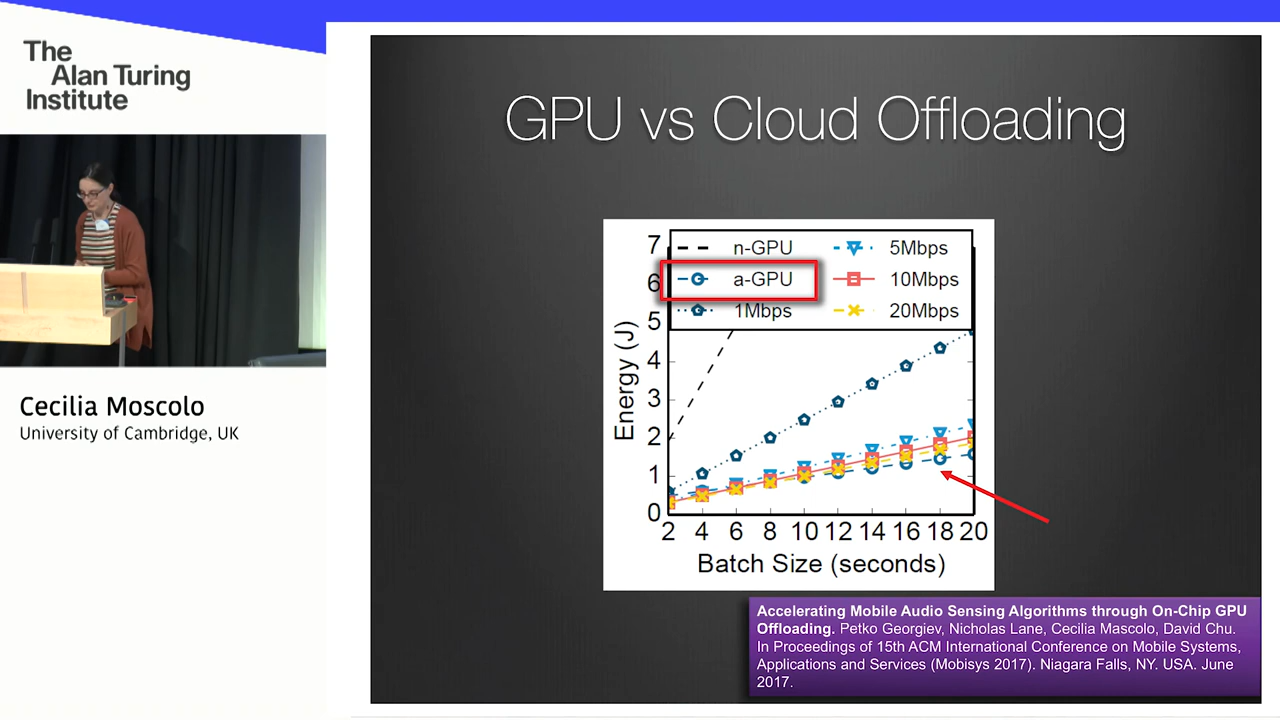 The
Alan Turing
Institute
Cecilia Moscolo
University of Cambridge, UK
GPU vs Cloud Offloading
7
6
5
4
3
2
1
0
Energy (J)
n-GPU
a-GPU
1Mbps
5Mbps
10Mbps
20Mbps
2 4 6 8 10 12 14 16 18 20
Batch Size (seconds)
Accelerating Mobile Audio Sensing Algorithms through On-Chip GPU
Offloading. Petko Georgiev, Nicholas Lane, Cecilia Mascolo, David Chu.
In Proceedings of 15th ACM International Conference on Mobile Systems,
Applications and Services (Mobisys 2017). Niagara Falls, NY. USA. June
2017.